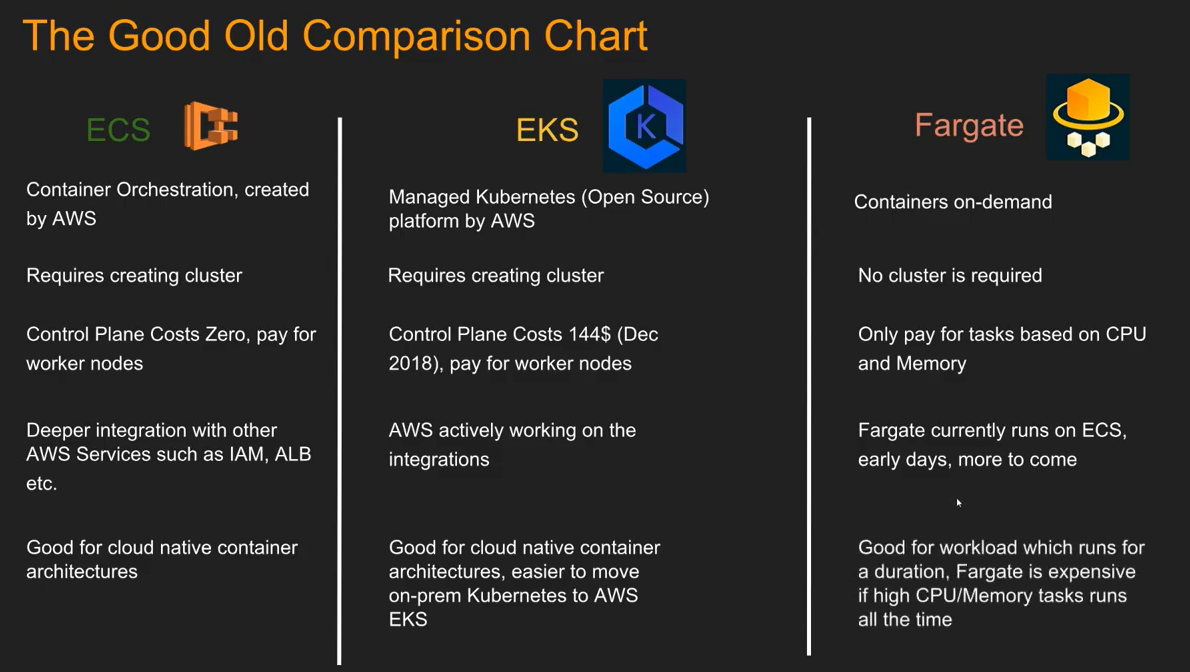 The Good Old Comparison Chart
ECS
Container Orchestration, created
by AWS
Requires creating cluster
Control Plane Costs Zero, pay for
worker nodes
Deeper integration with other
AWS Services such as IAM, ALB
etc.
Good for cloud native container
architectures
EKS
K
Managed Kubernetes (Open Source)
platform by AWS
Requires creating cluster
Control Plane Costs 144$ (Dec
2018), pay for worker nodes
AWS actively working on the
integrations
Good for cloud native container
architectures, easier to move
on-prem Kubernetes to AWS
EKS
Fargate
Containers on-demand
No cluster is required
Only pay for tasks based on CPU
and Memory
Fargate currently runs on ECS,
early days, more to come
Good for workload which runs for
a duration, Fargate is expensive
if high CPU/Memory tasks runs
all the time